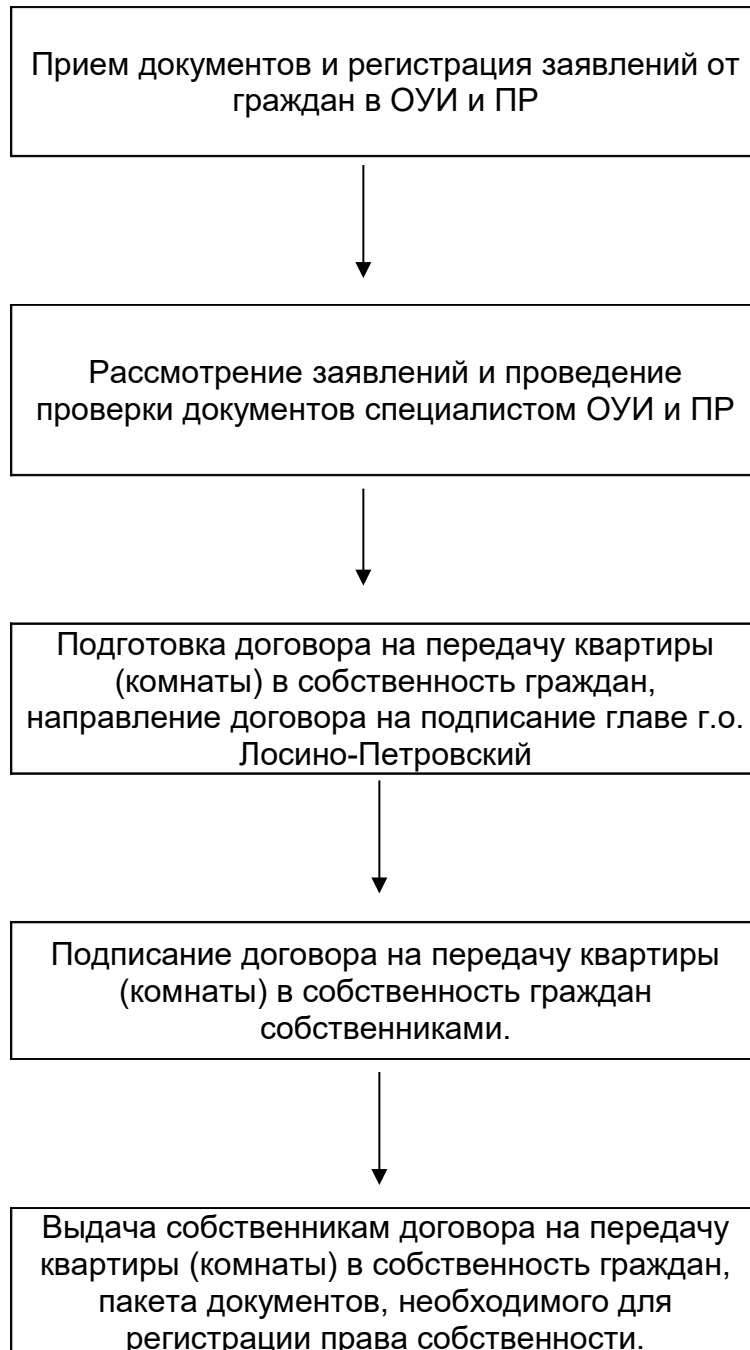 Прием документов и регистрация заявлений от
граждан в ОУИ и ПР
Рассмотрение заявлений и проведение
проверки документов специалистом ОУИ и ПР
Подготовка договора на передачу квартиры
(комнаты) в собственность граждан,
направление договора на подписание главе г.о.
Лосино-Петровский
Подписание договора на передачу квартиры
(комнаты) в собственность граждан
собственниками.
Выдача собственникам договора на передачу
квартиры (комнаты) в собственность граждан,
пакета документов, необходимого для
регистрации права собственности.